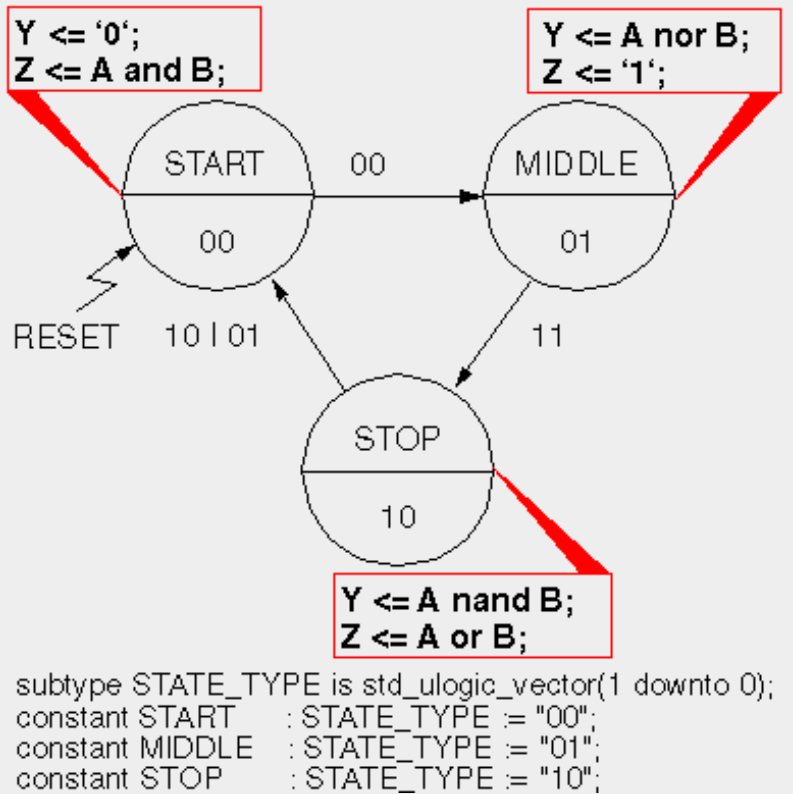 Y <= ‘0‘;
Z <= A and B;
Y <= A nor B;
Z <= ‘1‘;
START
00
00
MIDDLE
01
RESET
10 | 01
11
STOP
10
Y <= A nand B;
Z <= A or B;
subtype STATE_TYPE is std_ulogic_vector(1 downto 0);
constant START : STATE_TYPE := "00";
constant MIDDLE : STATE_TYPE := "01";
constant STOP : STATE_TYPE := "10";